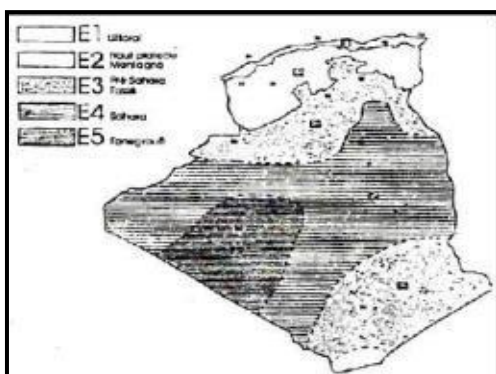 E1 Littoral
E2 Haut plateau
Montagne
E3 Pré Sahara
Tassili
E4 Sahara
E5 Tanezrouft